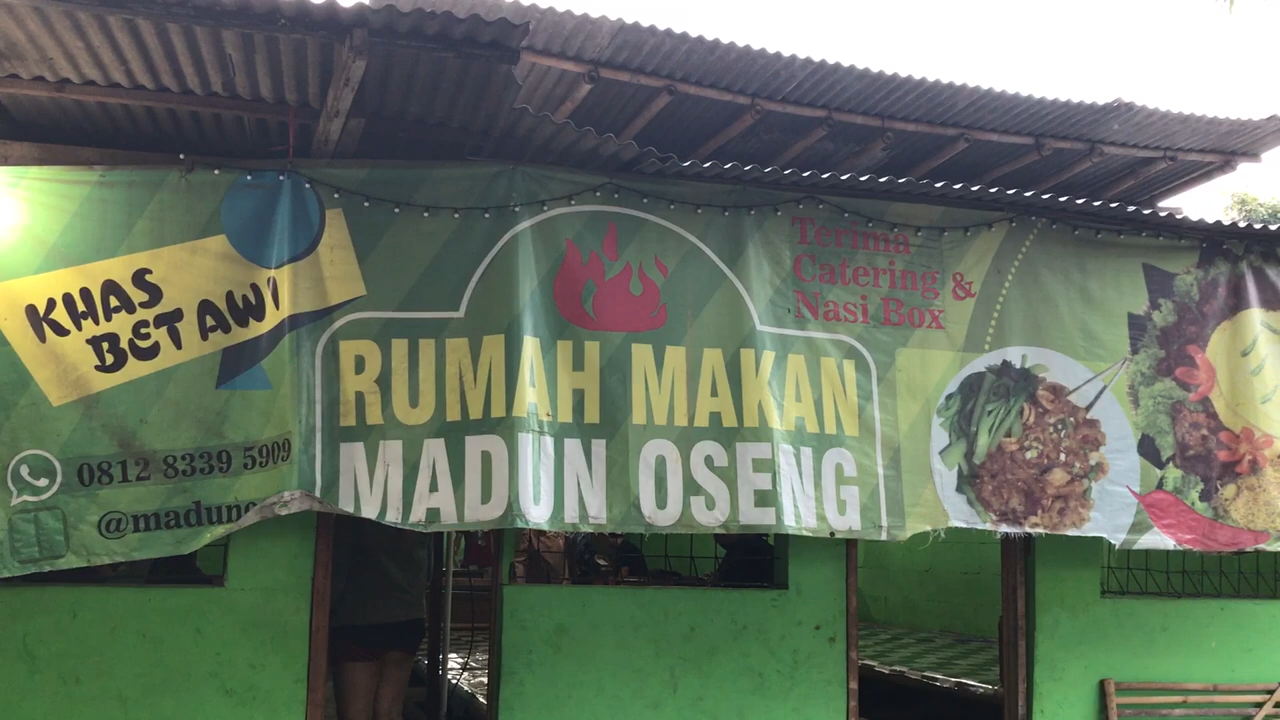 KHAS
BETAWI
0812 8339 5909
RUMAH MAKAN
MADUN OSENG
Terima
Catering &
Nasi Box